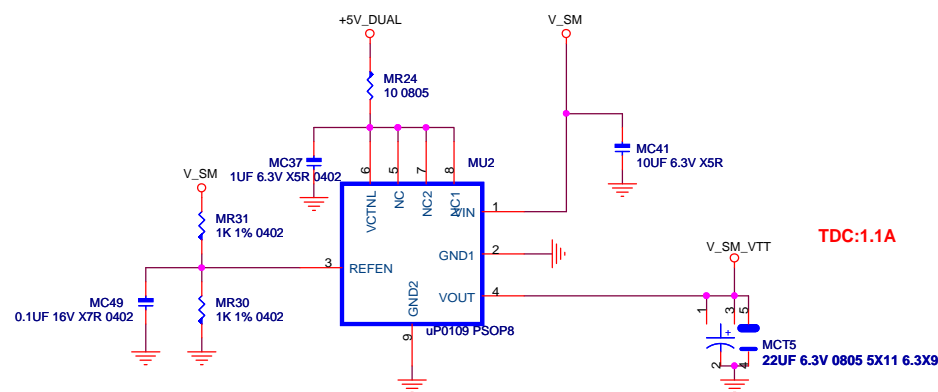 +5V_DUAL
V_SM
MR24
10 0805
MC41
10UF 6.3V X5R
MC37
1UF 6.3V X5R 0402
MU2
6
5
7
8
VCTNL
NC
NC2
NC1
VIN
1
V_SM
MR31
1K 1% 0402
GND1
2
TDC:1.1A
V_SM_VTT
3
REFEN
VOUT
4
MC49
0.1UF 16V X7R 0402
MR30
1K 1% 0402
GND2
uP0109 PSOP8
9
1
3
5
+
2
4
MCT5
22UF 6.3V 0805 5X11 6.3X9